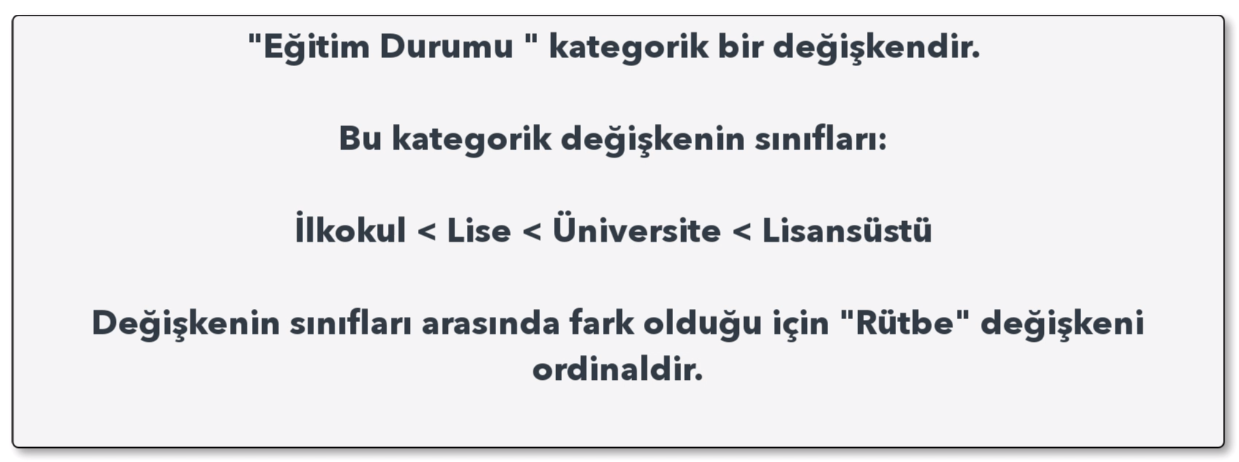 "Eğitim Durumu " kategorik bir değişkendir.
Bu kategorik değişkenin sınıfları:
İlkokul < Lise < Üniversite < Lisansüstü
Değişkenin sınıfları arasında fark olduğu için "Rütbe" değişkeni
ordinaldir.